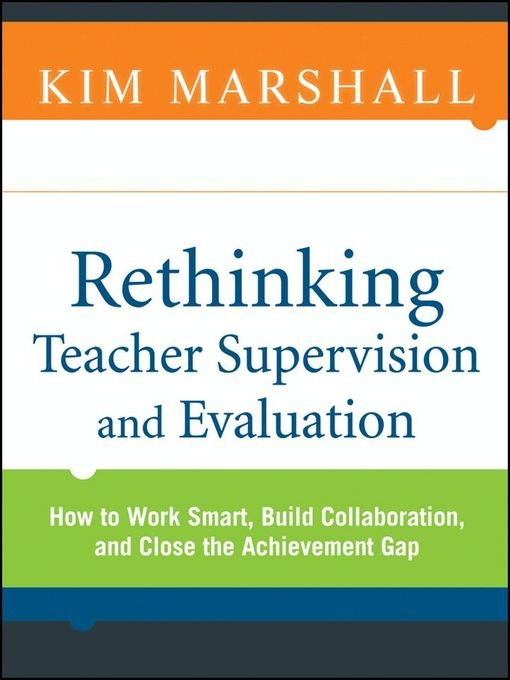 KIM MARSHALL
Rethinking
Teacher Supervision
and Evaluation
How to Work Smart, Build Collaboration,
and Close the Achievement Gap